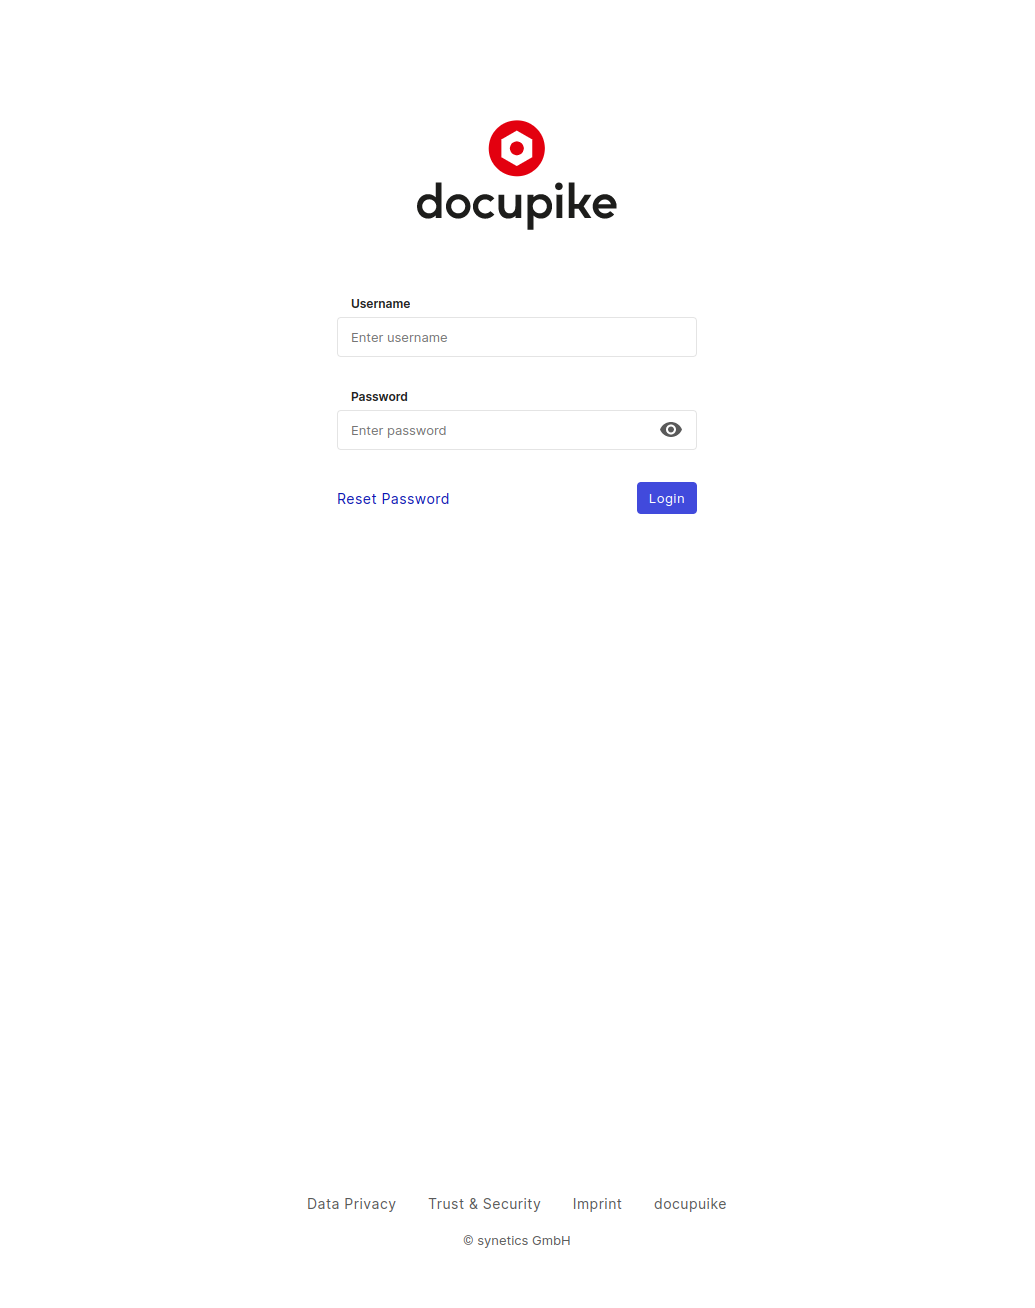 docupike
Username
Enter username
Password
Enter password
Reset Password
Login
Data Privacy
Trust & Security
Imprint
docupuike
© synetics GmbH